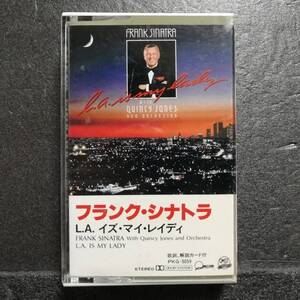 FRANK SINATRA
L.A. is my lady
WITH
QUINCY JONES
AND ORCHESTRA
フランク・シナトラ
L.A. イズ・マイ・レイディ
FRANK SINATRA With Quincy Jones and Orchestra
L.A. IS MY LADY
歌詞、解説カード付
PKG-5059
STEREO